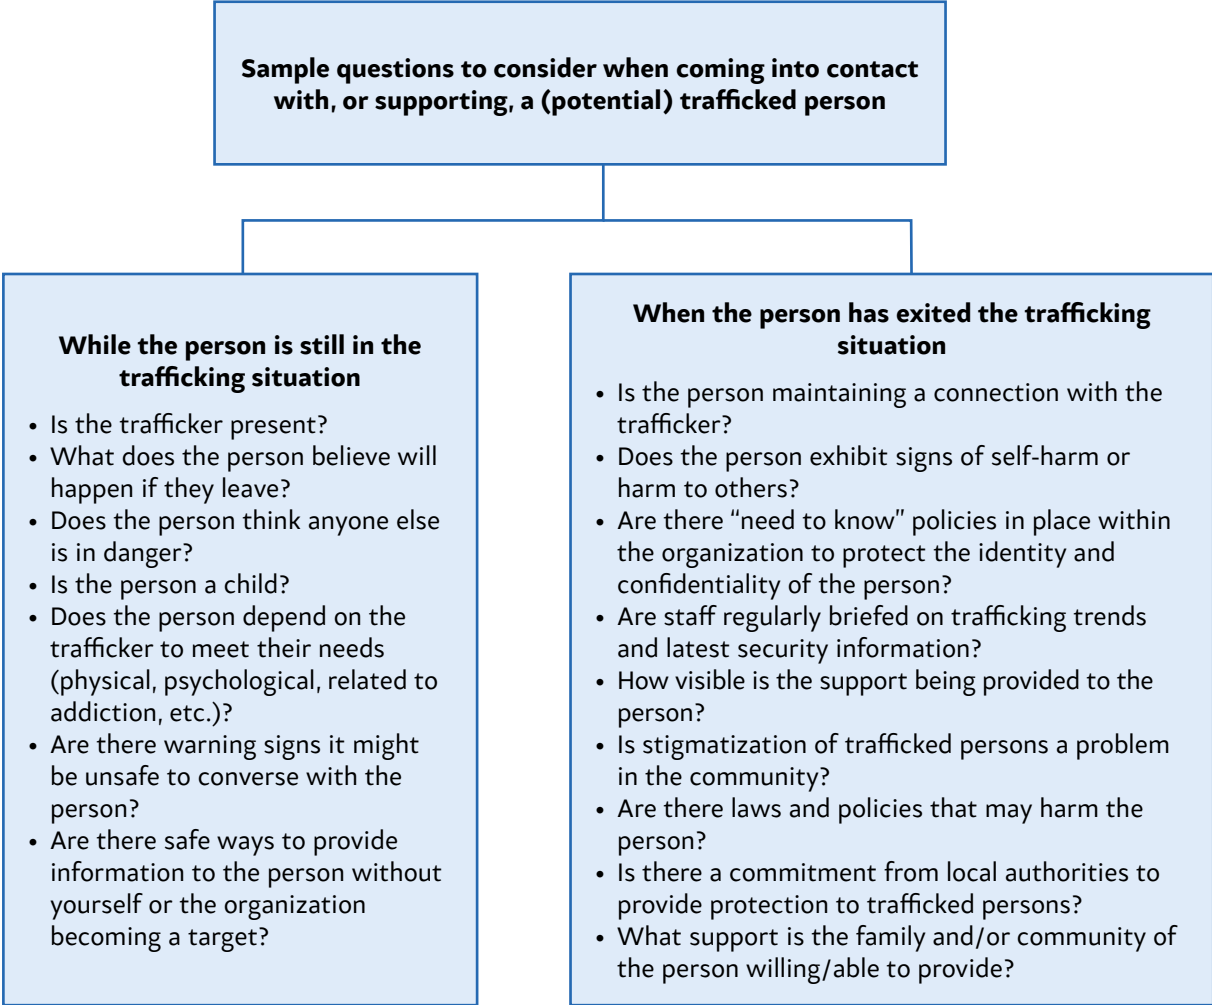 Sample questions to consider when coming into contact
with, or supporting, a (potential) trafficked person
While the person is still in the
trafficking situation
• Is the trafficker present?
• What does the person believe will
happen if they leave?
• Does the person think anyone else
is in danger?
• Is the person a child?
• Does the person depend on the
trafficker to meet their needs
(physical, psychological, related to
addiction, etc.)?
• Are there warning signs it might
be unsafe to converse with the
person?
• Are there safe ways to provide
information to the person without
yourself or the organization
becoming a target?
When the person has exited the trafficking
situation
• Is the person maintaining a connection with the
trafficker?
• Does the person exhibit signs of self-harm or
harm to others?
• Are there “need to know” policies in place within
the organization to protect the identity and
confidentiality of the person?
• Are staff regularly briefed on trafficking trends
and latest security information?
• How visible is the support being provided to the
person?
• Is stigmatization of trafficked persons a problem
in the community?
• Are there laws and policies that may harm the
person?
• Is there a commitment from local authorities to
provide protection to trafficked persons?
• What support is the family and/or community of
the person willing/able to provide?